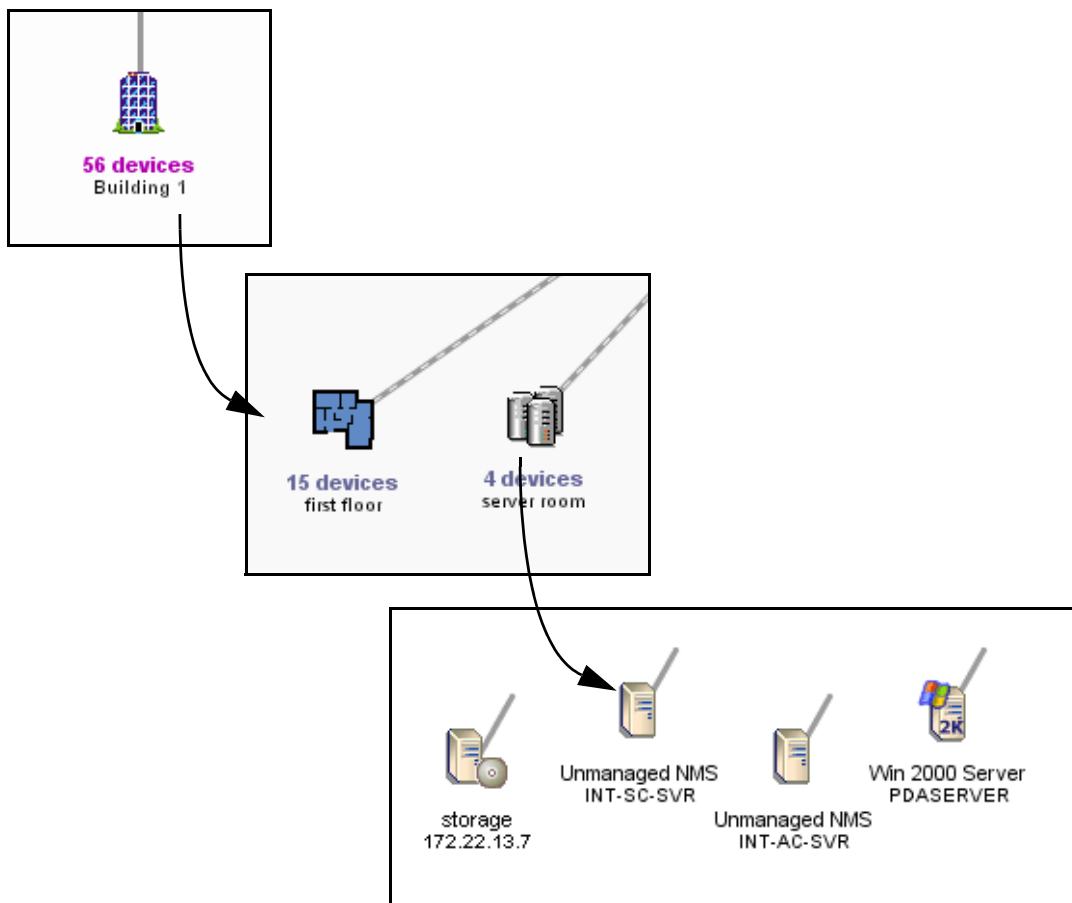 56 devices
Building 1
15 devices
first floor
4 devices
server room
storage
172.22.13.7
Unmanaged NMS
INT-SC-SVR
Unmanaged NMS
INT-AC-SVR
2K
Win 2000 Server
PDASERVER